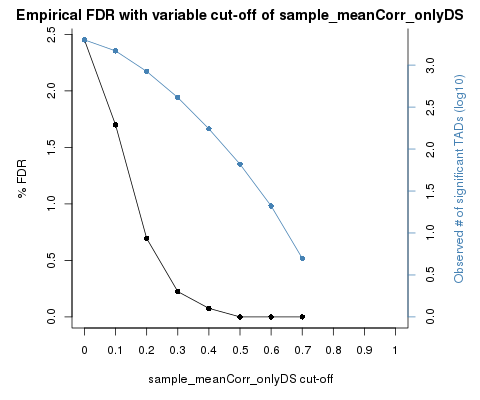 Empirical FDR with variable cut-off of sample_meanCorr_onlyDS
% FDR
2.5
2.0
1.5
1.0
0.5
0.0
3.0
2.5
2.0
1.5
1.0
0.5
0.0
Observed # of significant TADs (log10)
0 0.1 0.2 0.3 0.4 0.5 0.6 0.7 0.8 0.9 1
sample_meanCorr_onlyDS cut-off